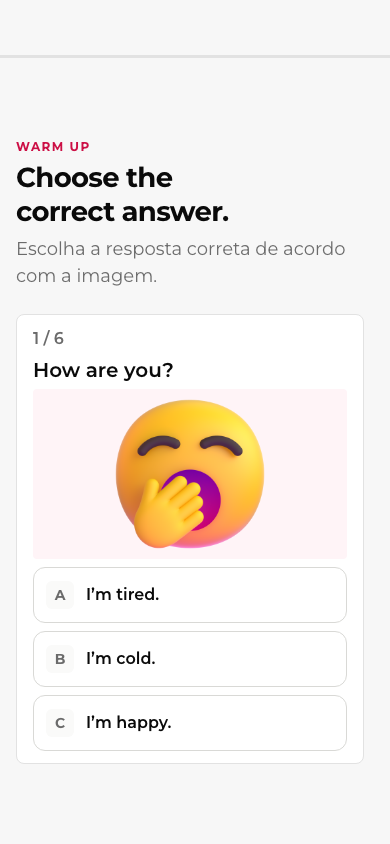 WARM UP
Choose the
correct answer.
Escolha a resposta correta de acordo
com a imagem.
1 / 6
How are you?
A I’m tired.
B I’m cold.
C I’m happy.